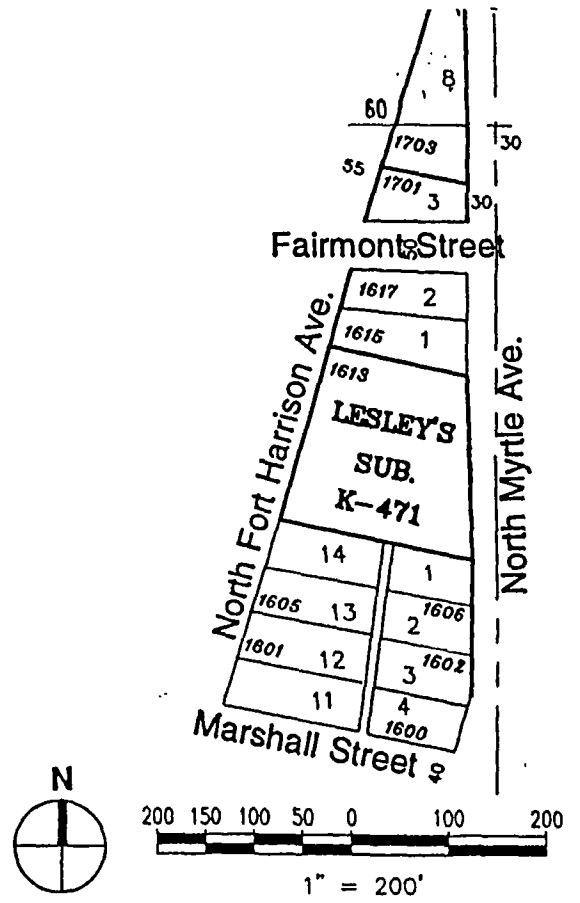 8
60
1703
30
55
1701
3
30
Fairmont Street
50
1617 2
1615 1
1613
LESLEY'S
SUB.
K-471
North Fort Harrison Ave.
North Myrtle Ave.
14
1
1605 13
1606
2
1601 12
1602
3
11
4
1600
Marshall Street
40
N
200 150 100 50 0 100 200
1" = 200'